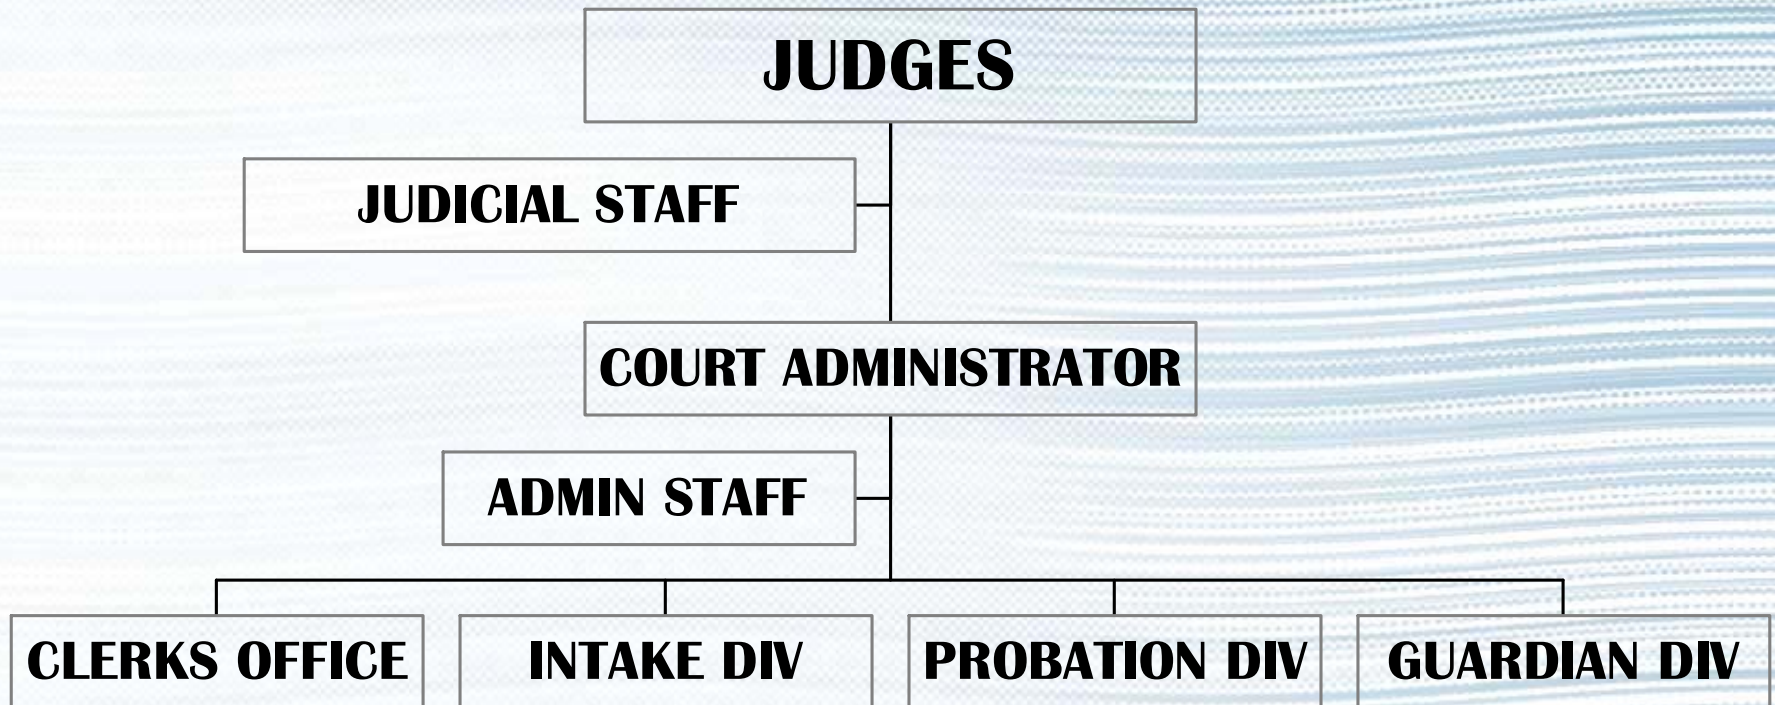 JUDGES
JUDICIAL STAFF
COURT ADMINISTRATOR
ADMIN STAFF
CLERKS OFFICE
INTAKE DIV
PROBATION DIV
GUARDIAN DIV